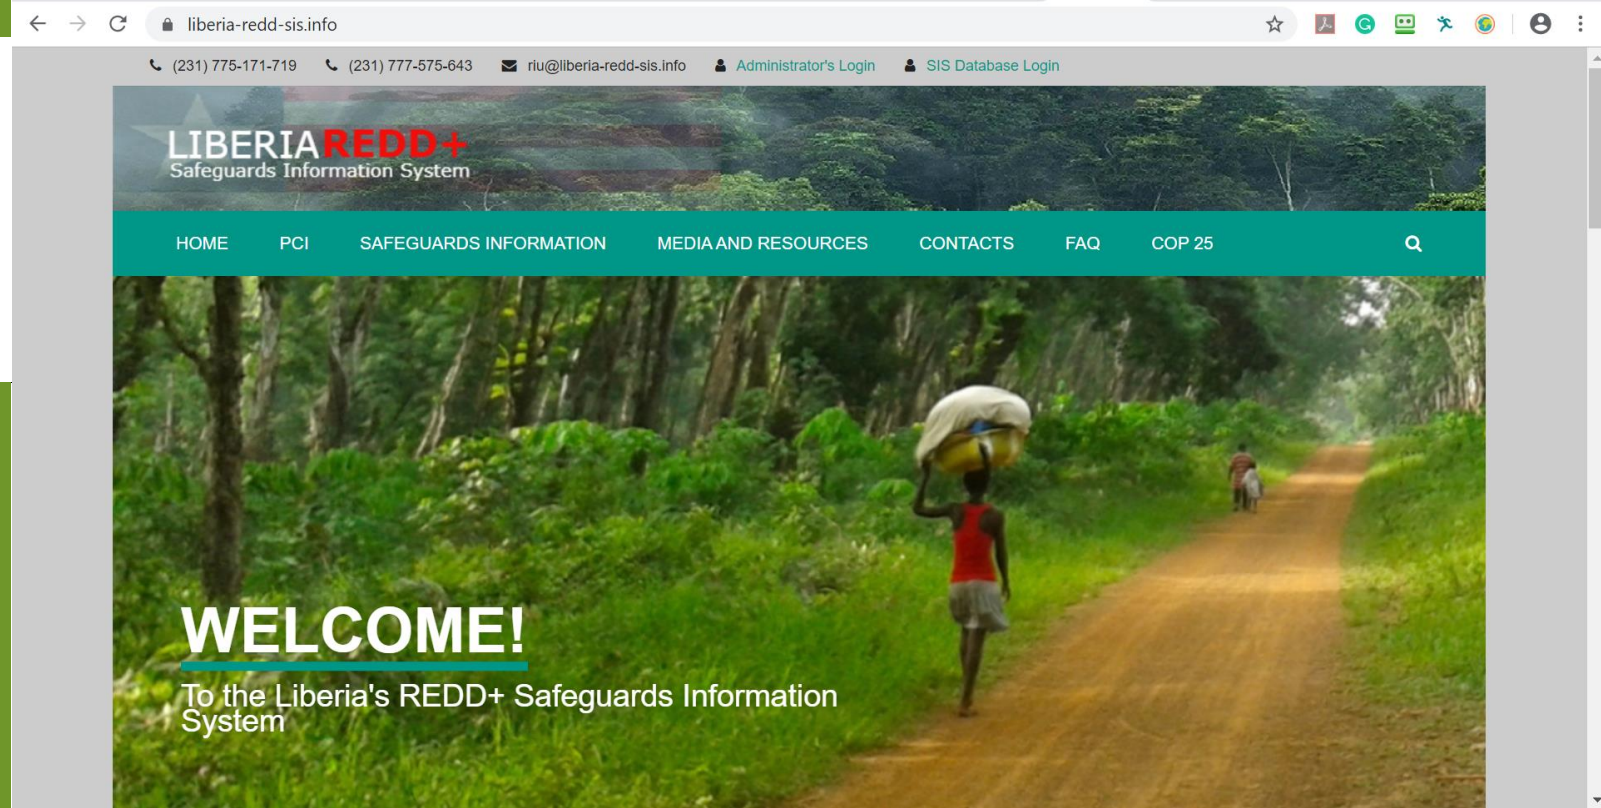 liberia-redd-sis.info
(231) 775-171-719 (231) 777-575-643 riu@liberia-redd-sis.info Administrator's Login SIS Database Login
LIBERIAREDD+
Safeguards Information System
HOME PCI SAFEGUARDS INFORMATION MEDIA AND RESOURCES CONTACTS FAQ COP 25
WELCOME!
To the Liberia's REDD+ Safeguards Information
System